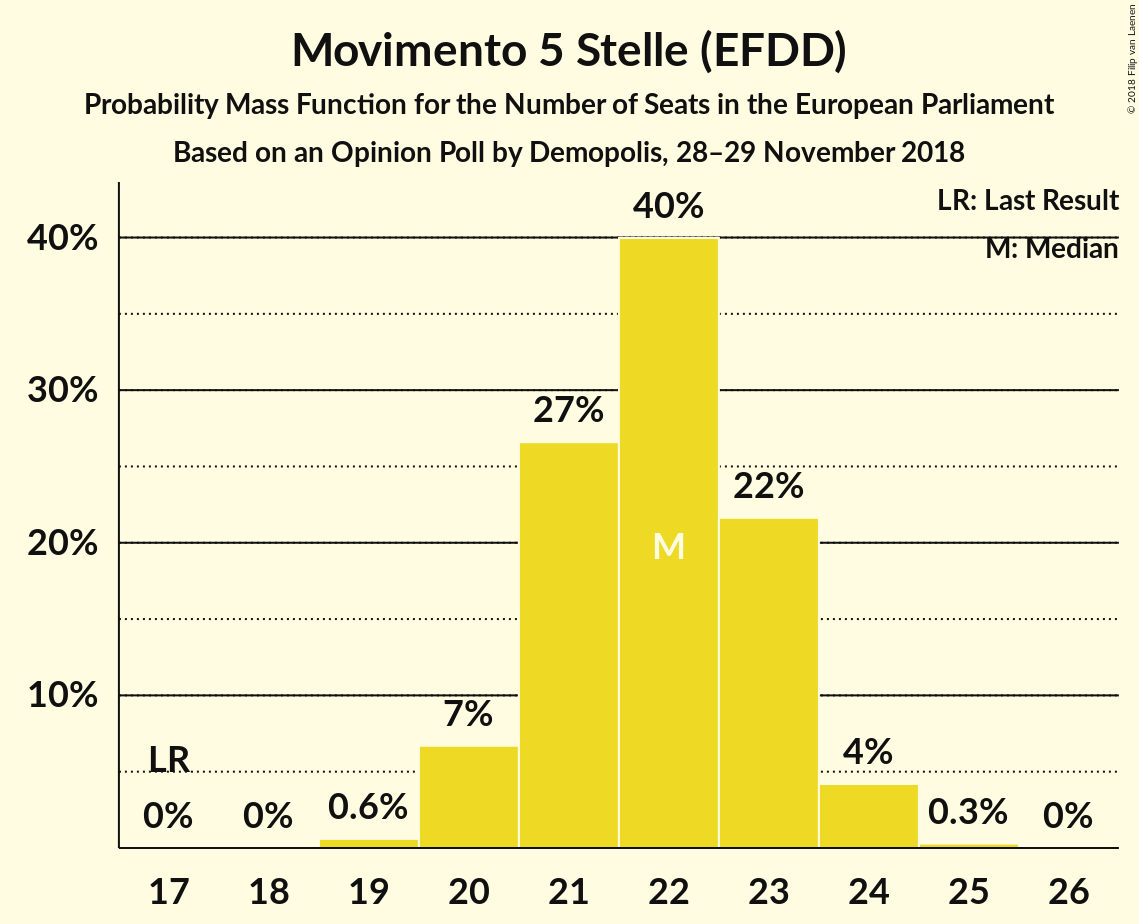 Movimento 5 Stelle (EFDD)
Probability Mass Function for the Number of Seats in the European Parliament
Based on an Opinion Poll by Demopolis, 28–29 November 2018
© 2018 Filip van Laenen
LR: Last Result
M: Median
40%
30%
20%
10%
LR
0%
0%
0.6%
7%
27%
40%
M
22%
4%
0.3%
0%
17 18 19 20 21 22 23 24 25 26